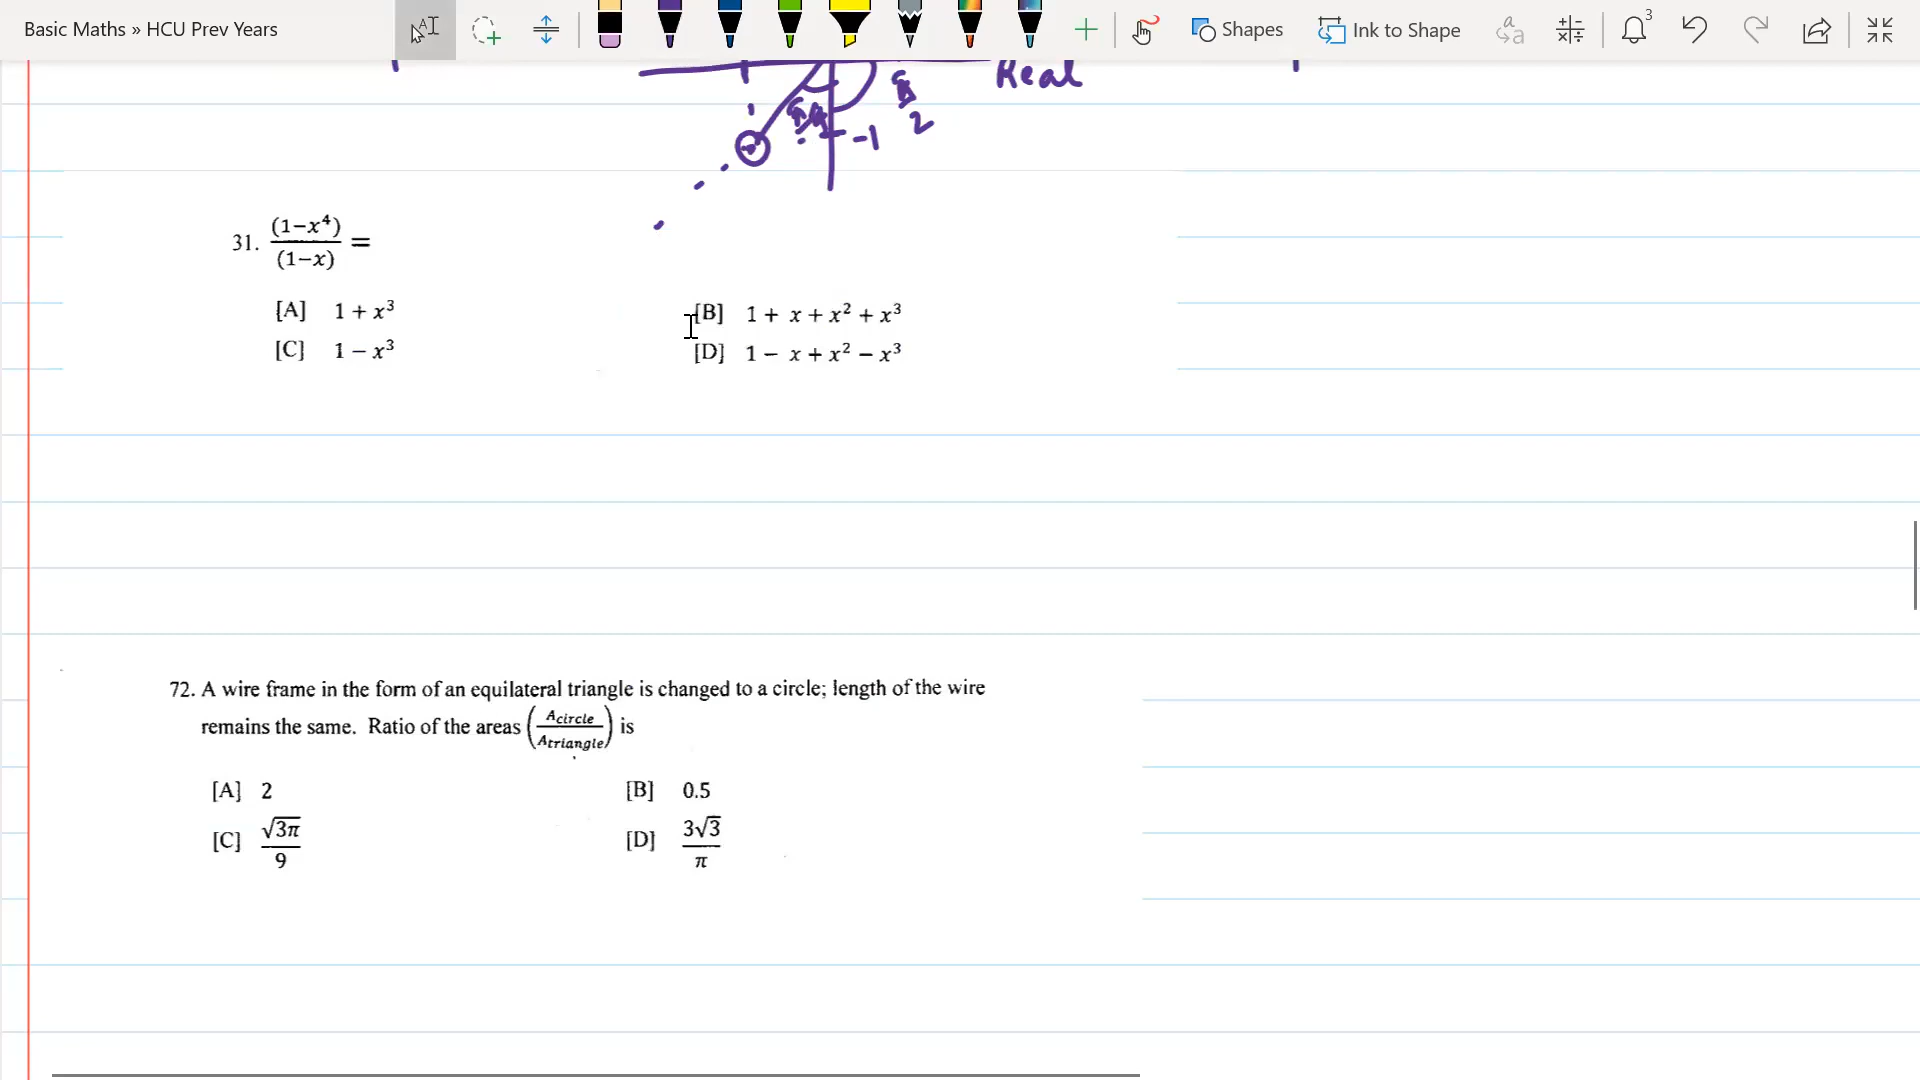 Basic Maths » HCU Prev Years
Shapes
Ink to Shape
3
Real
π/4
π/2
-1
31. (1−x⁴)/(1−x) =
[A] 1 + x³
[B] 1 + x + x² + x³
[C] 1 − x³
[D] 1 − x + x² − x³
72. A wire frame in the form of an equilateral triangle is changed to a circle; length of the wire
remains the same. Ratio of the areas (Acircle/Atriangle) is
[A] 2
[B] 0.5
[C] √3π/9
[D] 3√3/π